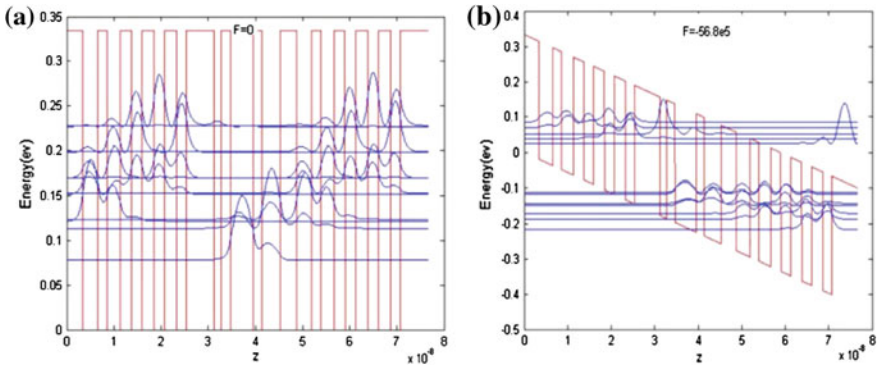 (a)
F=0
Energy(ev)
0.35
0.3
0.25
0.2
0.15
0.1
0.05
0
0 1 2 3 4 5 6 7 8
z
x 10⁻⁸
(b)
F=-56.8e5
Energy(ev)
0.4
0.3
0.2
0.1
0
-0.1
-0.2
-0.3
-0.4
-0.5
0 1 2 3 4 5 6 7 8
z
x 10⁻⁸